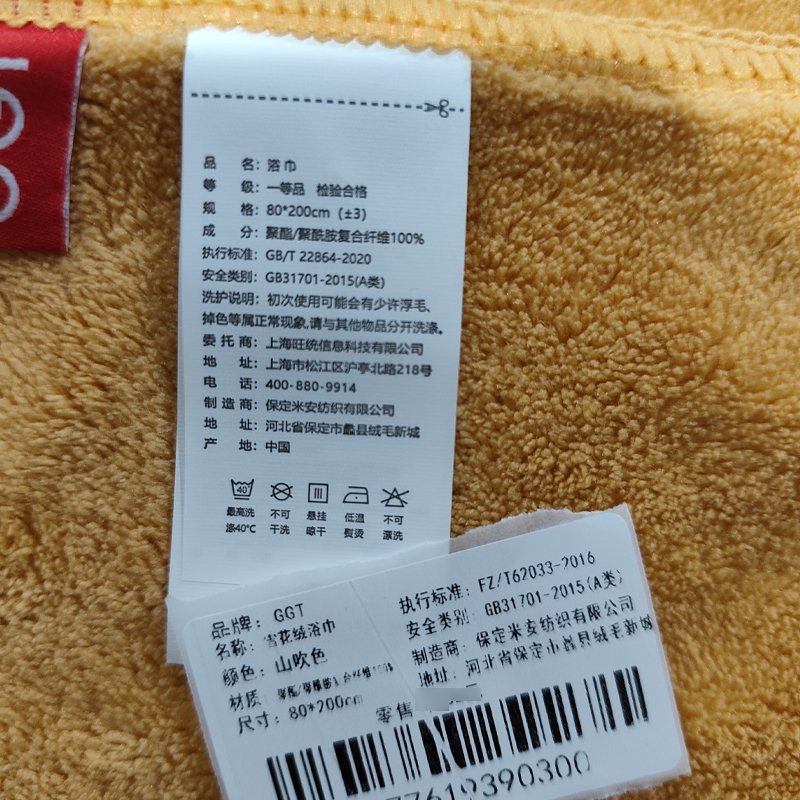 品 名：浴巾
等 级：一等品 检验合格
规 格：80*200cm (±3)
成 分：聚酯/聚酰胺复合纤维100%
执行标准：GB/T 22864-2020
安全类别：GB31701-2015(A类)
洗护说明：初次使用可能会有少许浮毛、
掉色等属正常现象,请与其他物品分开洗涤。
委 托 商：上海旺统信息科技有限公司
地 址：上海市松江区沪亭北路218号
电 话：400-880-9914
制 造 商：保定米安纺织有限公司
地 址：河北省保定市蠡县绒毛新城
产 地：中国
40
最高洗涤40℃
不可干洗
悬挂晾干
低温熨烫
不可漂洗
品牌：GGT
名称：雪花绒浴巾
颜色：山吹色
材质：
尺寸：80*200cm
执行标准：FZ/T62033-2016
安全类别：GB31701-2015(A类)
制造商：保定米安纺织有限公司
地址：河北省保定市蠡县绒毛新城
零售
7619390300